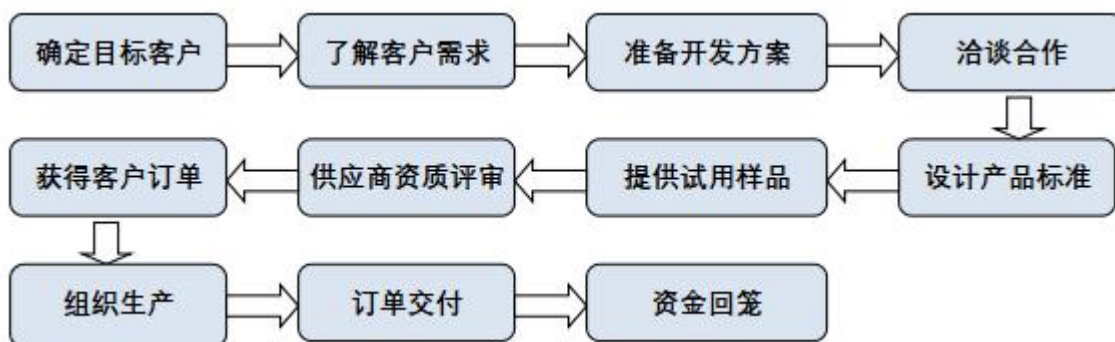 确定目标客户
了解客户需求
准备开发方案
洽谈合作
设计产品标准
提供试用样品
供应商资质评审
获得客户订单
组织生产
订单交付
资金回笼